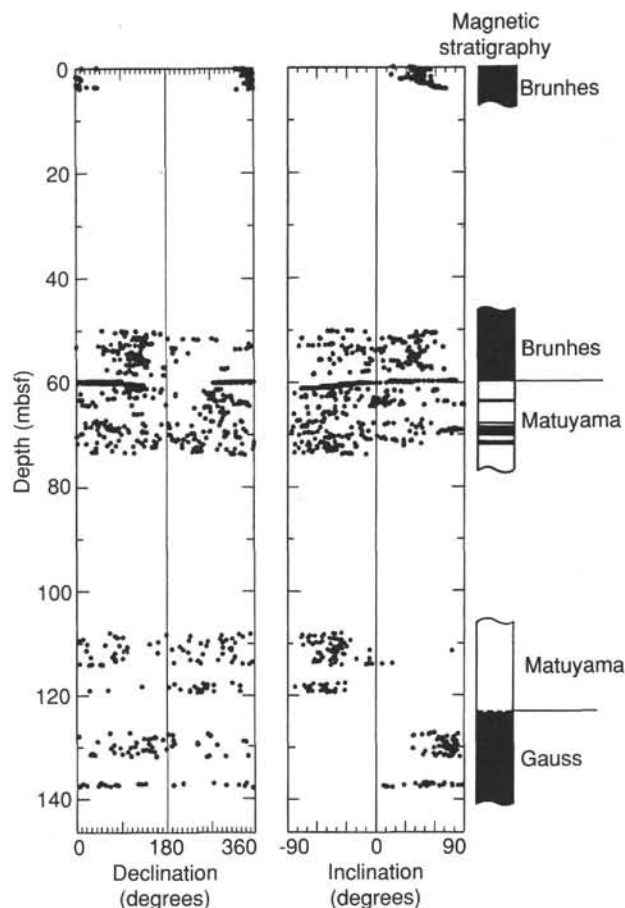 Magnetic
stratigraphy
0
20
40
60
80
100
120
140
Depth (mbsf)
0 180 360
Declination
(degrees)
-90 0 90
Inclination
(degrees)
Brunhes
Brunhes
Matuyama
Matuyama
Gauss